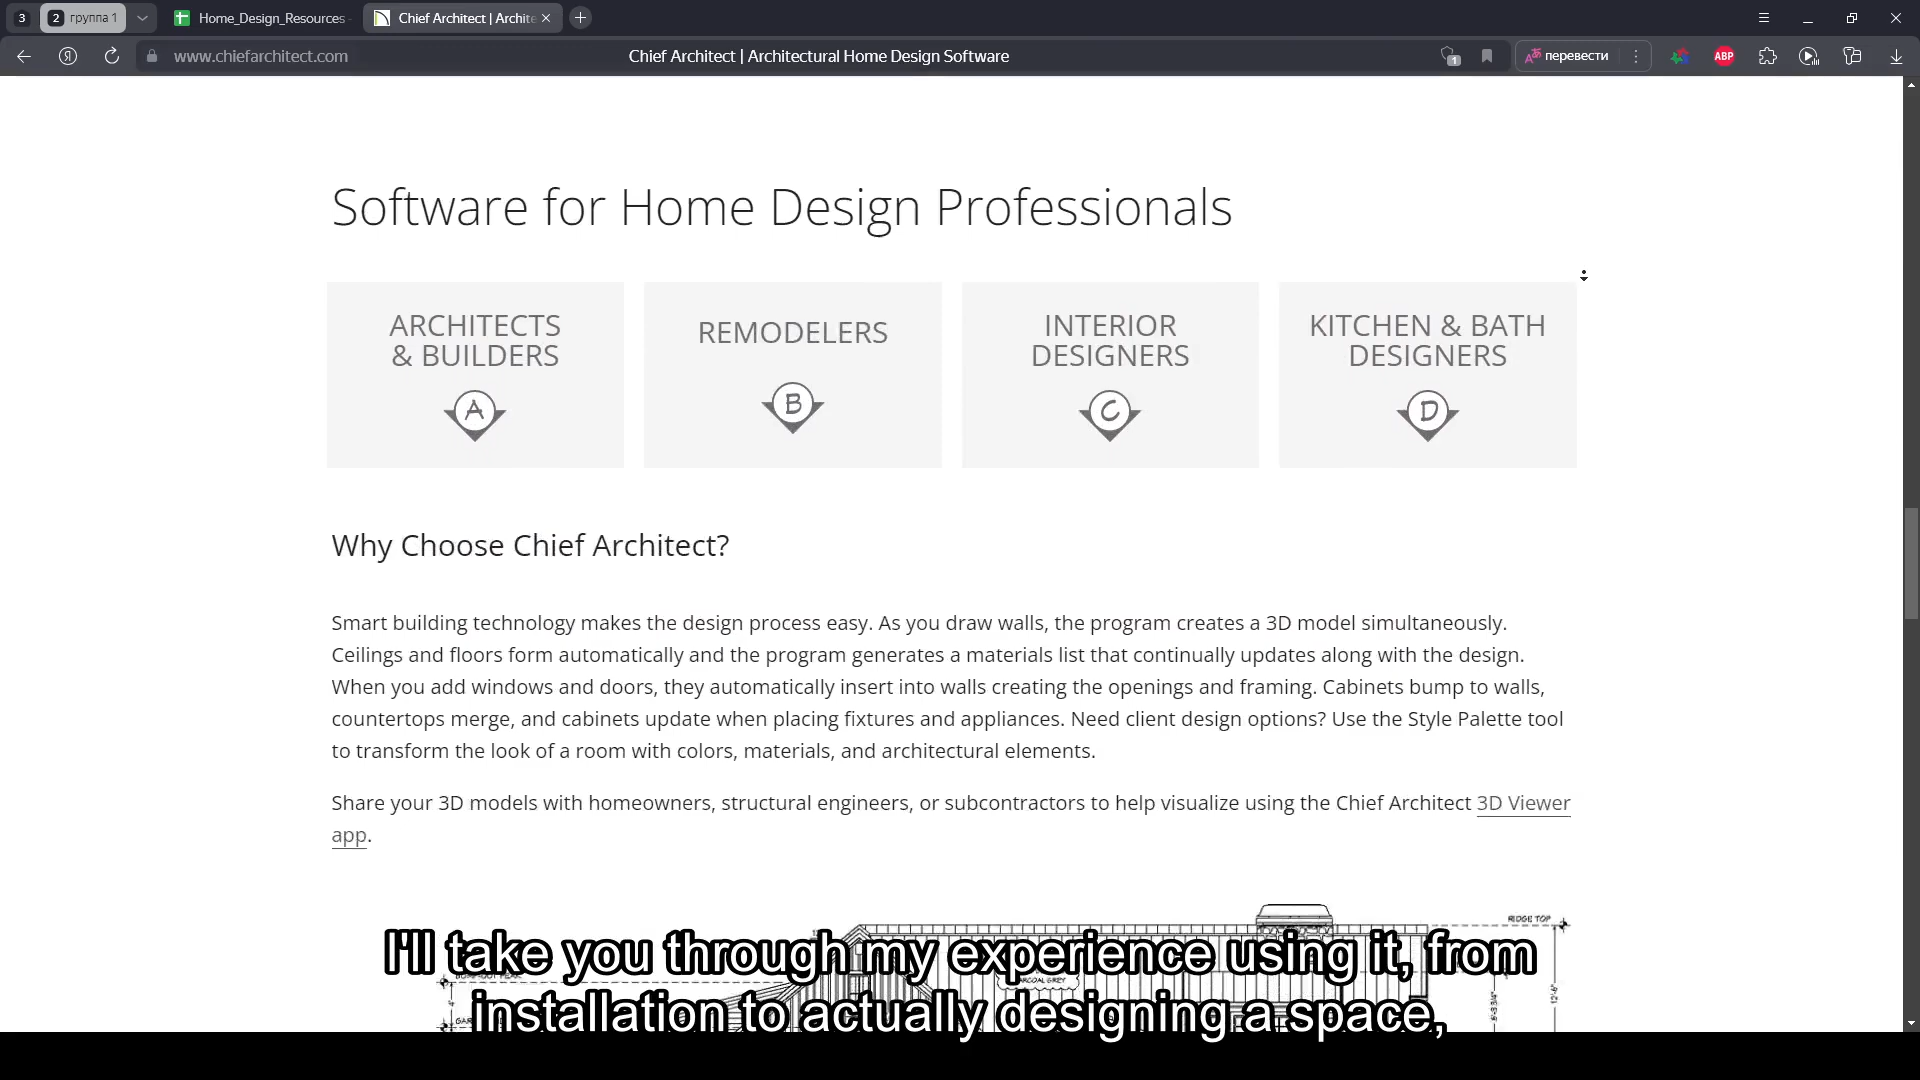 3
2 группа 1
Home_Design_Resources
Chief Architect | Archite
www.chiefarchitect.com
Chief Architect | Architectural Home Design Software
1
перевести
ABP
Software for Home Design Professionals
ARCHITECTS
& BUILDERS
A
REMODELERS
B
INTERIOR
DESIGNERS
C
KITCHEN & BATH
DESIGNERS
D
Why Choose Chief Architect?
Smart building technology makes the design process easy. As you draw walls, the program creates a 3D model simultaneously.
Ceilings and floors form automatically and the program generates a materials list that continually updates along with the design.
When you add windows and doors, they automatically insert into walls creating the openings and framing. Cabinets bump to walls,
countertops merge, and cabinets update when placing fixtures and appliances. Need client design options? Use the Style Palette tool
to transform the look of a room with colors, materials, and architectural elements.
Share your 3D models with homeowners, structural engineers, or subcontractors to help visualize using the Chief Architect 3D Viewer
app.
RIDGE TOP
I'll take you through my experience using it, from
installation to actually designing a space,